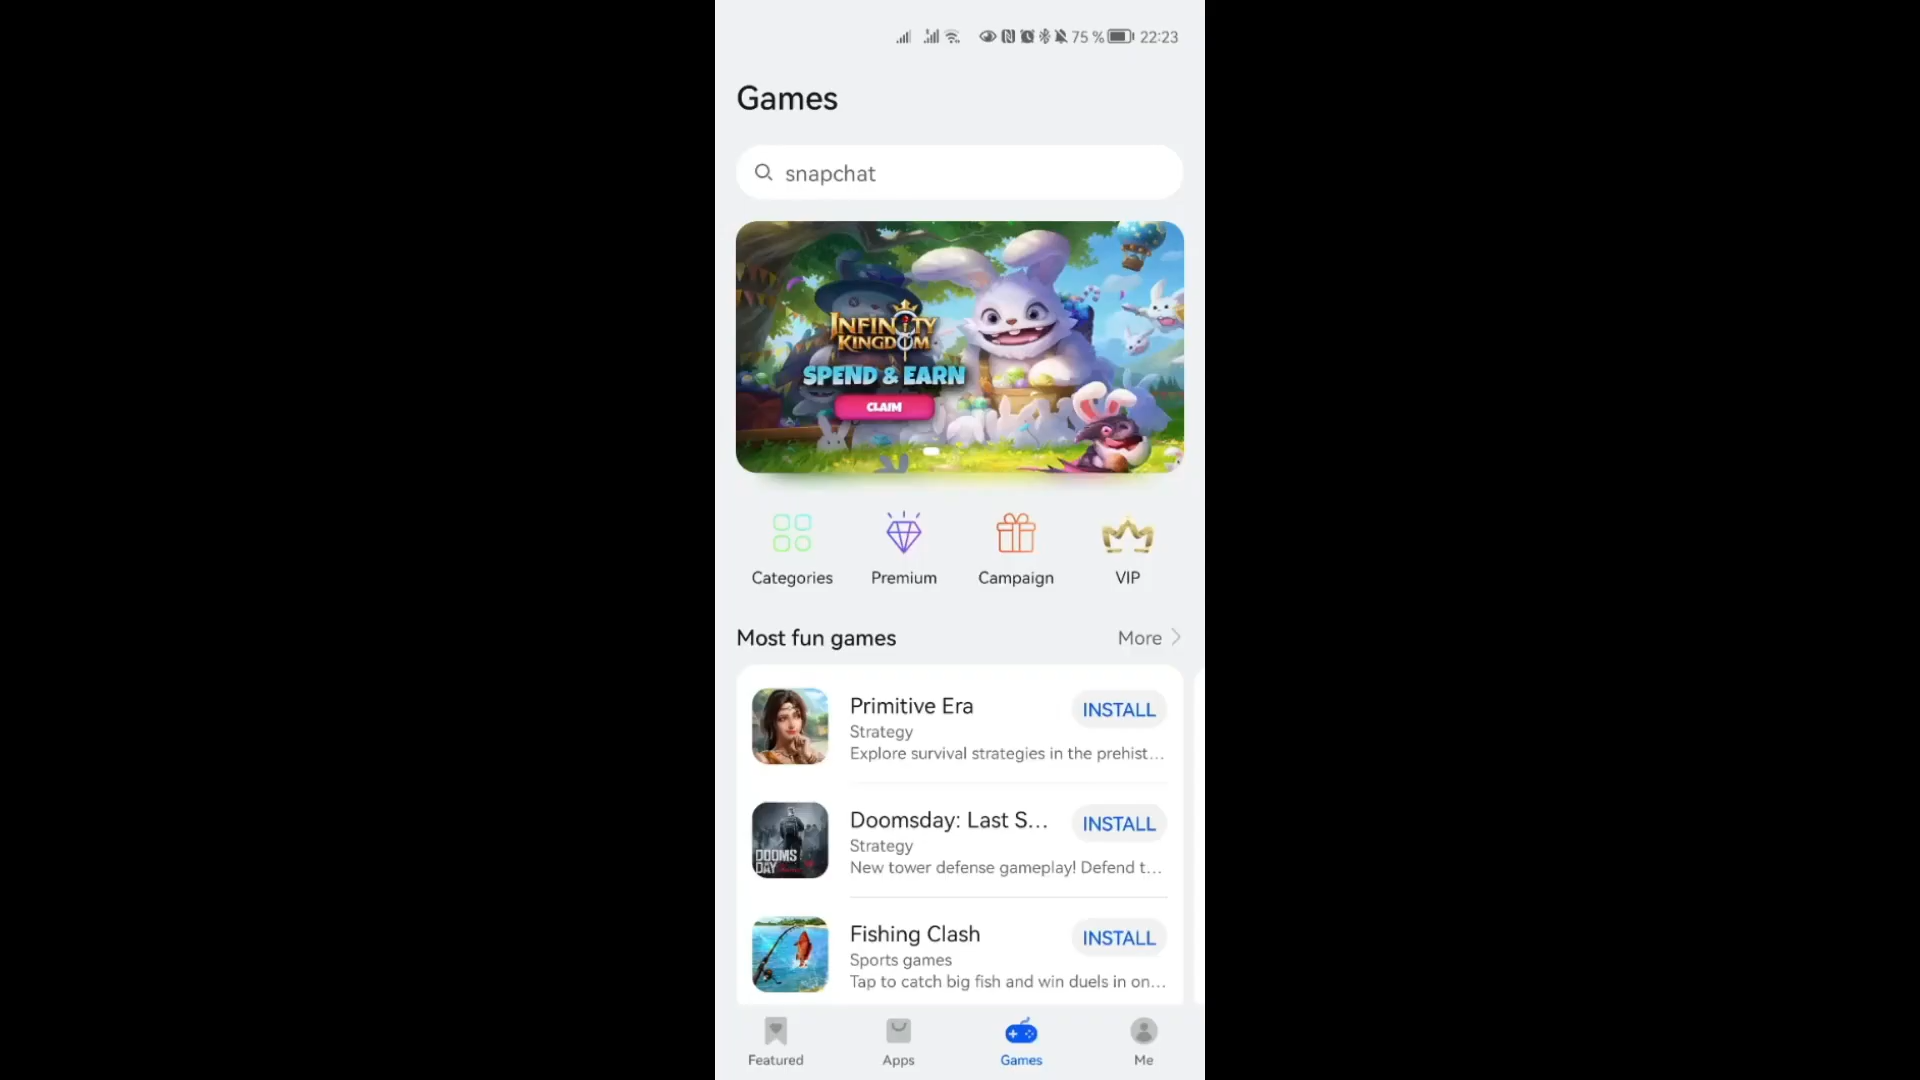 75 % 22:23
Games
snapchat
INFINITY
KINGDOM
SPEND & EARN
CLAIM
Categories Premium Campaign VIP
Most fun games More
Primitive Era INSTALL
Strategy
Explore survival strategies in the prehist...
Doomsday: Last S... INSTALL
Strategy
New tower defense gameplay! Defend t...
DOOMS
DAY
Fishing Clash INSTALL
Sports games
Tap to catch big fish and win duels in on...
Featured Apps Games Me